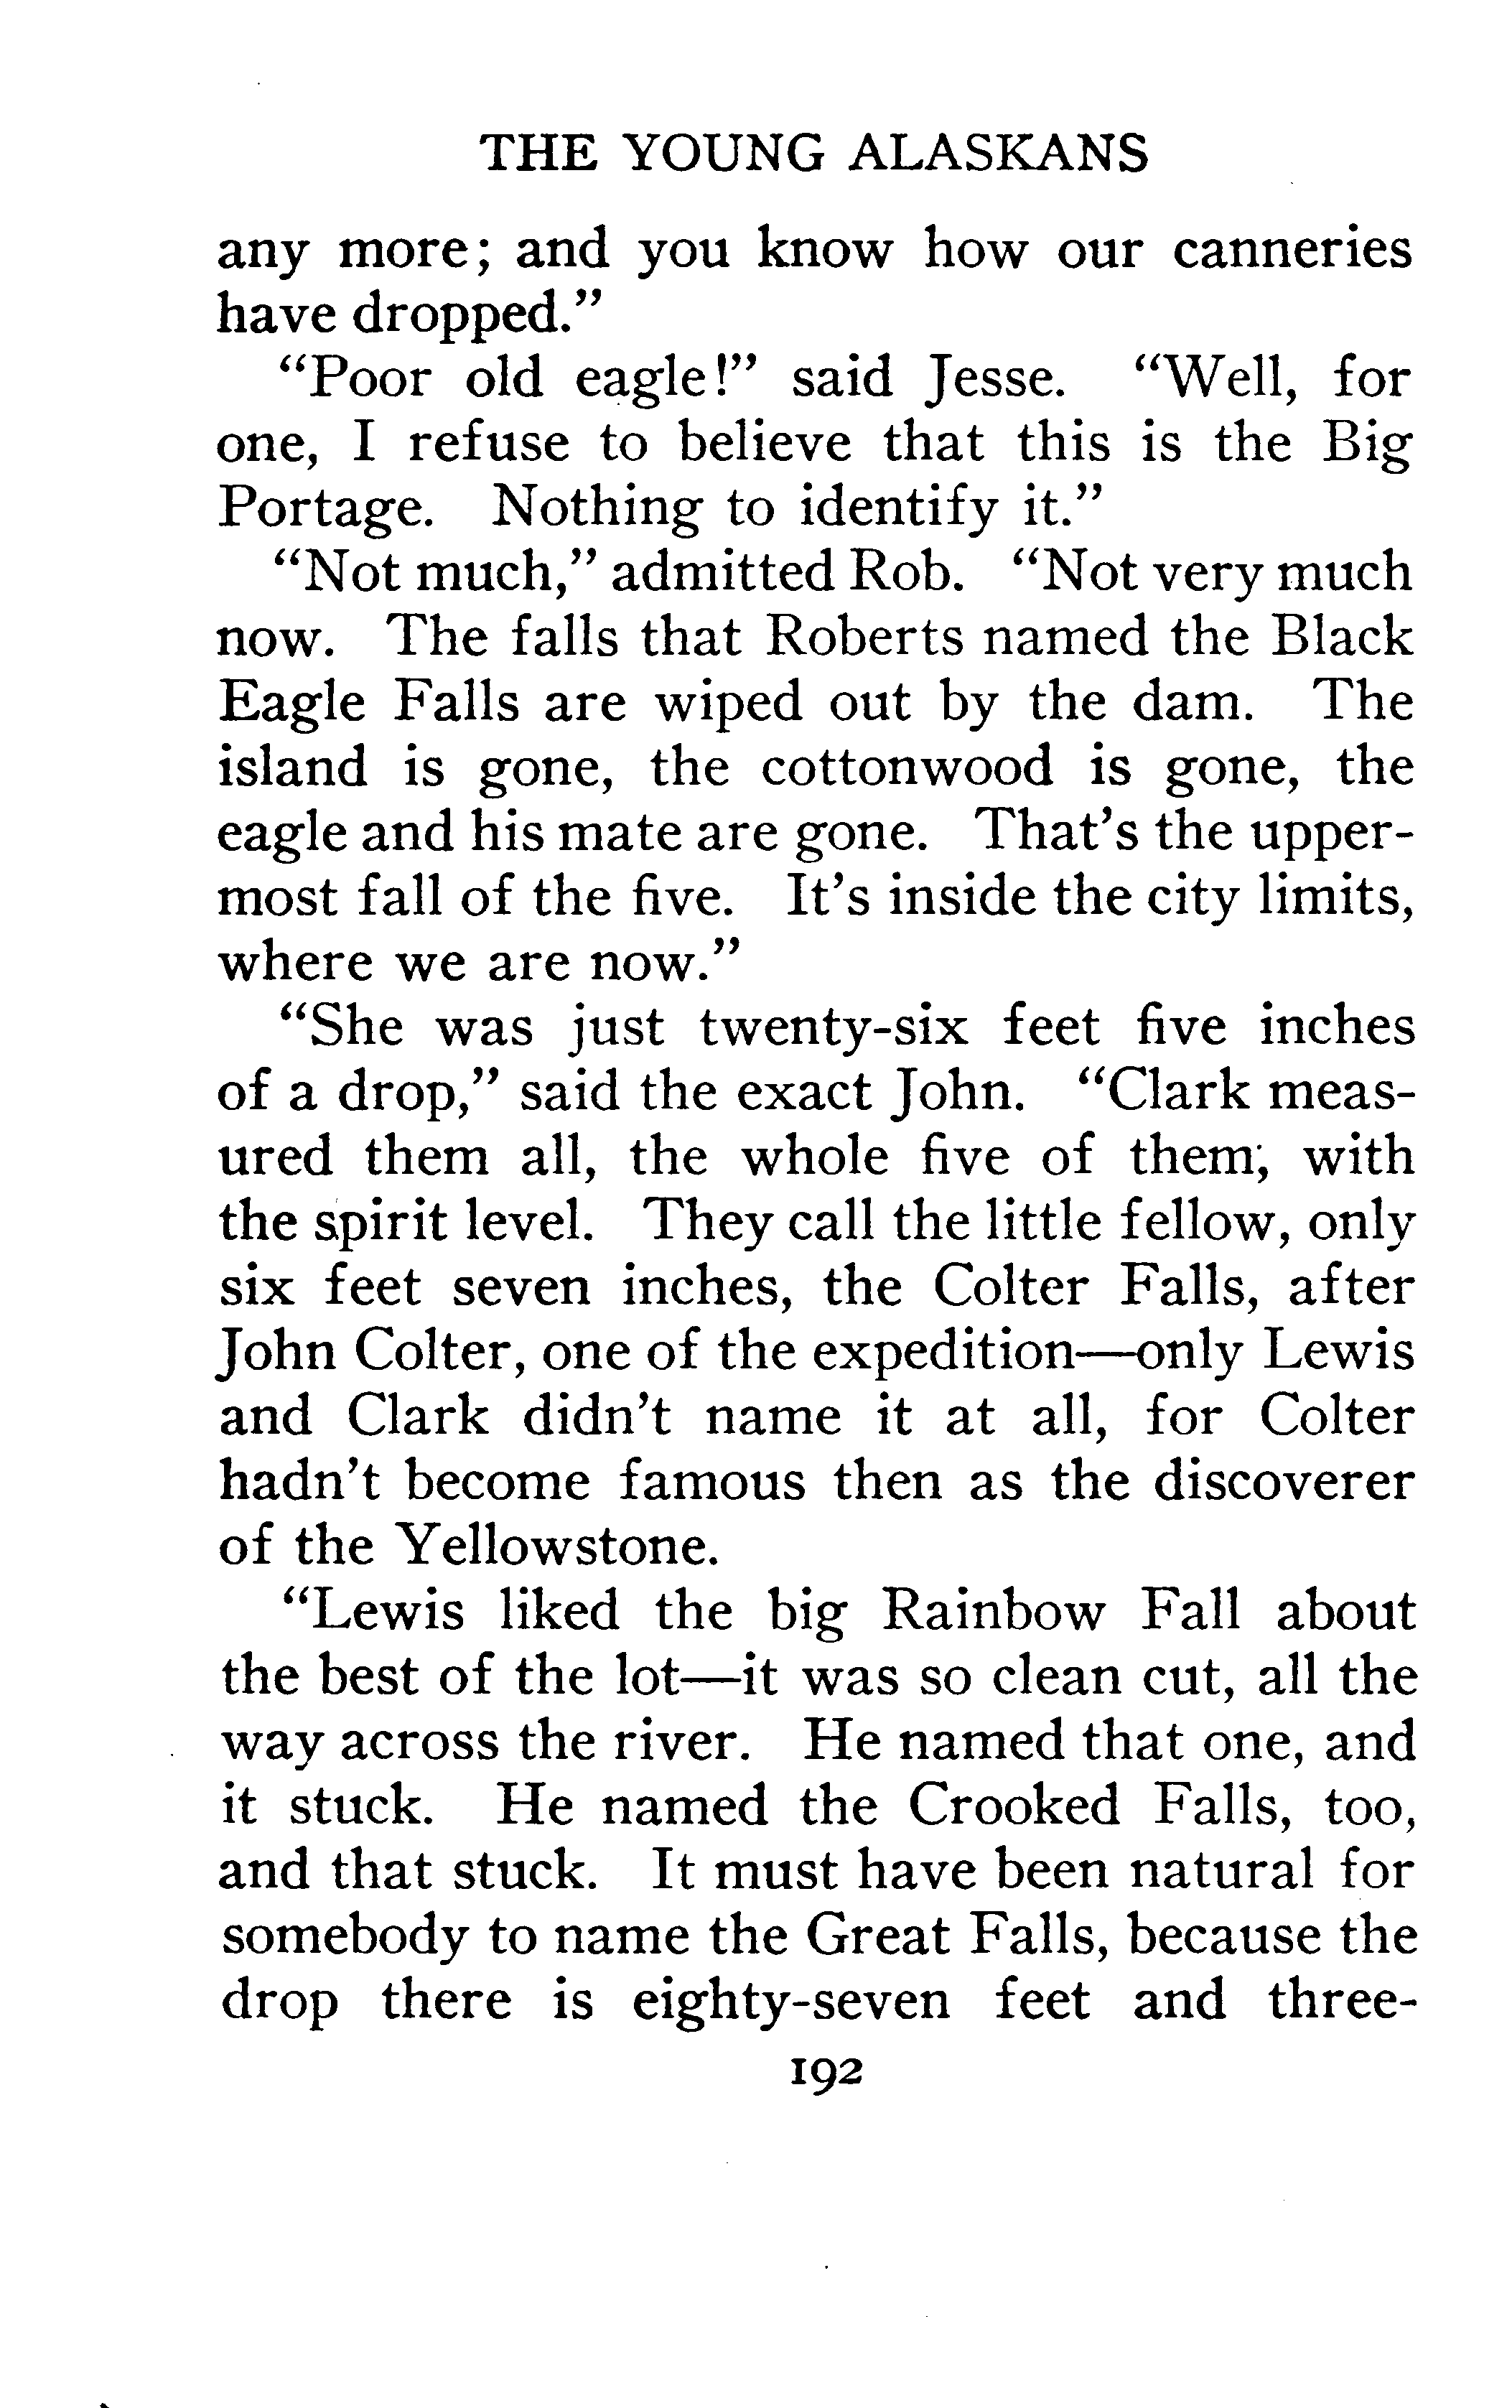 THE YOUNG ALASKANS
any more; and you know how our canneries
have dropped."
"Poor old eagle!" said Jesse. "Well, for
one, I refuse to believe that this is the Big
Portage. Nothing to identify it."
"Not much," admitted Rob. "Not very much
now. The falls that Roberts named the Black
Eagle Falls are wiped out by the dam. The
island is gone, the cottonwood is gone, the
eagle and his mate are gone. That's the upper-
most fall of the five. It's inside the city limits,
where we are now."
"She was just twenty-six feet five inches
of a drop," said the exact John. "Clark meas-
ured them all, the whole five of them, with
the spirit level. They call the little fellow, only
six feet seven inches, the Colter Falls, after
John Colter, one of the expedition—only Lewis
and Clark didn't name it at all, for Colter
hadn't become famous then as the discoverer
of the Yellowstone.
"Lewis liked the big Rainbow Fall about
the best of the lot—it was so clean cut, all the
way across the river. He named that one, and
it stuck. He named the Crooked Falls, too,
and that stuck. It must have been natural for
somebody to name the Great Falls, because the
drop there is eighty-seven feet and three-
192